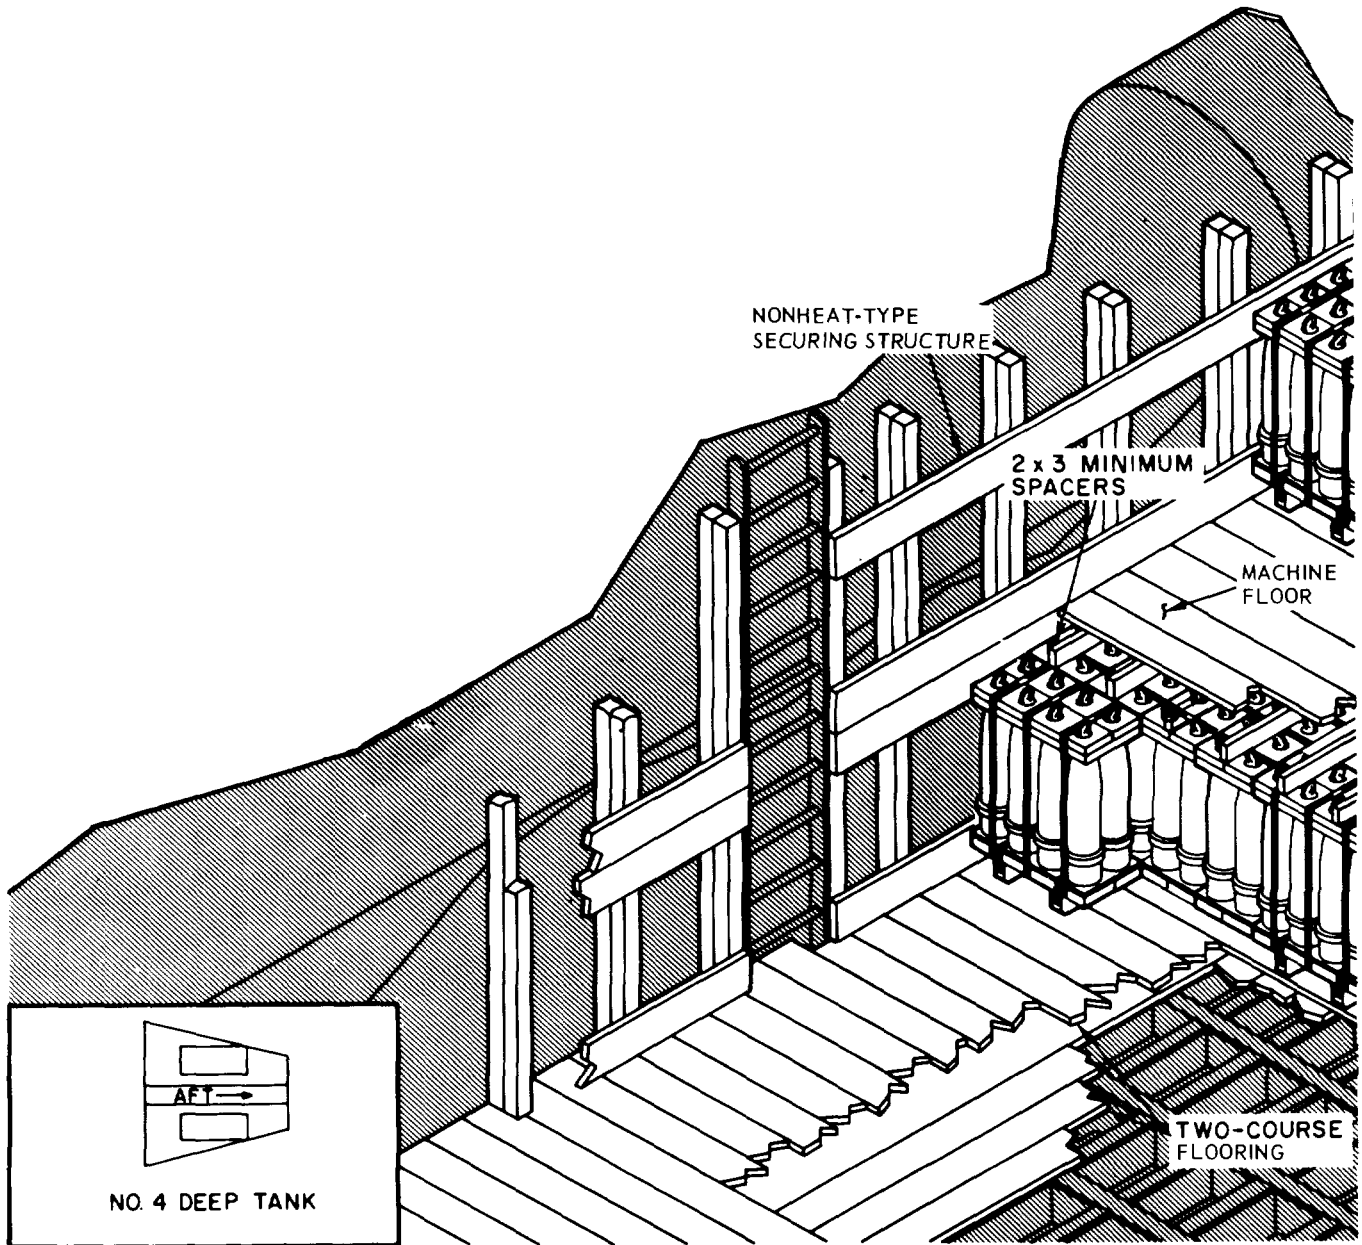 NONHEAT-TYPE
SECURING STRUCTURE
2 x 3 MINIMUM
SPACERS
MACHINE
FLOOR
TWO-COURSE
FLOORING
AFT
NO. 4 DEEP TANK